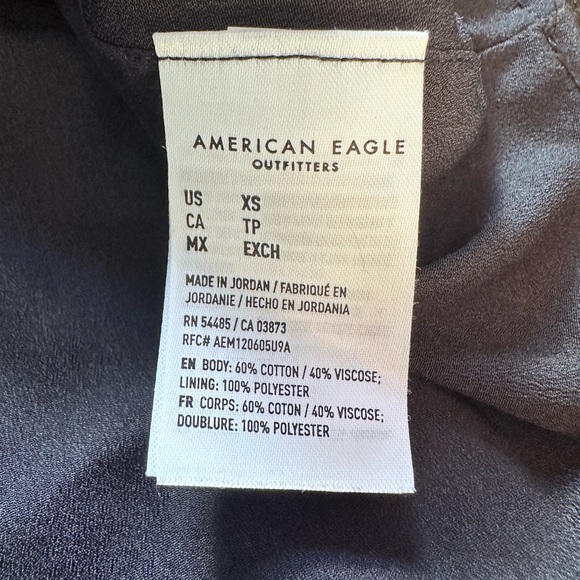 AMERICAN EAGLE
OUTFITTERS
US XS
CA TP
MX EXCH
MADE IN JORDAN / FABRIQUÉ EN
JORDANIE / HECHO EN JORDANIA
RN 54485 / CA 03873
RFC# AEM120605U9A
EN BODY: 60% COTTON / 40% VISCOSE;
LINING: 100% POLYESTER
FR CORPS: 60% COTON / 40% VISCOSE;
DOUBLURE: 100% POLYESTER